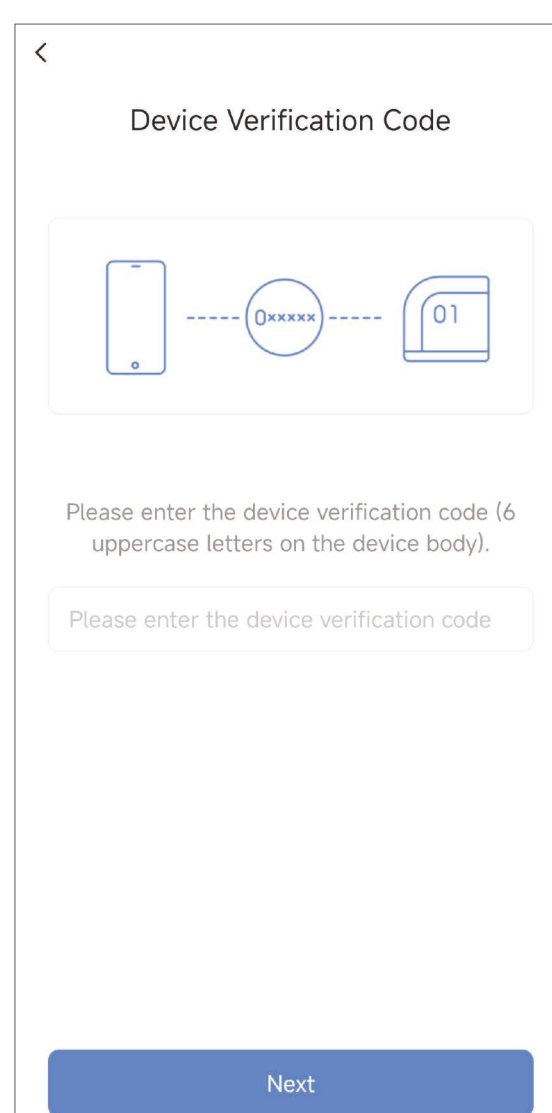 Device Verification Code
0xxxxx
01
Please enter the device verification code (6
uppercase letters on the device body).
Please enter the device verification code
Next